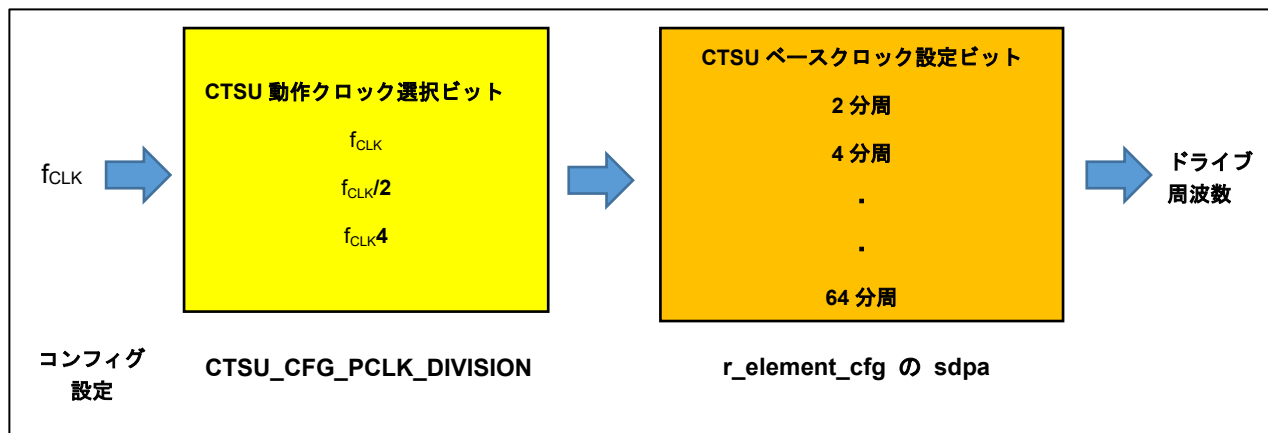 CTSU 動作クロック選択ビット
fCLK
fCLK/2
fCLK4
CTSU ベースクロック設定ビット
2 分周
4 分周
・
・
64 分周
fCLK
ドライブ
周波数
コンフィグ
設定
CTSU_CFG_PCLK_DIVISION
r_element_cfg の sdpa